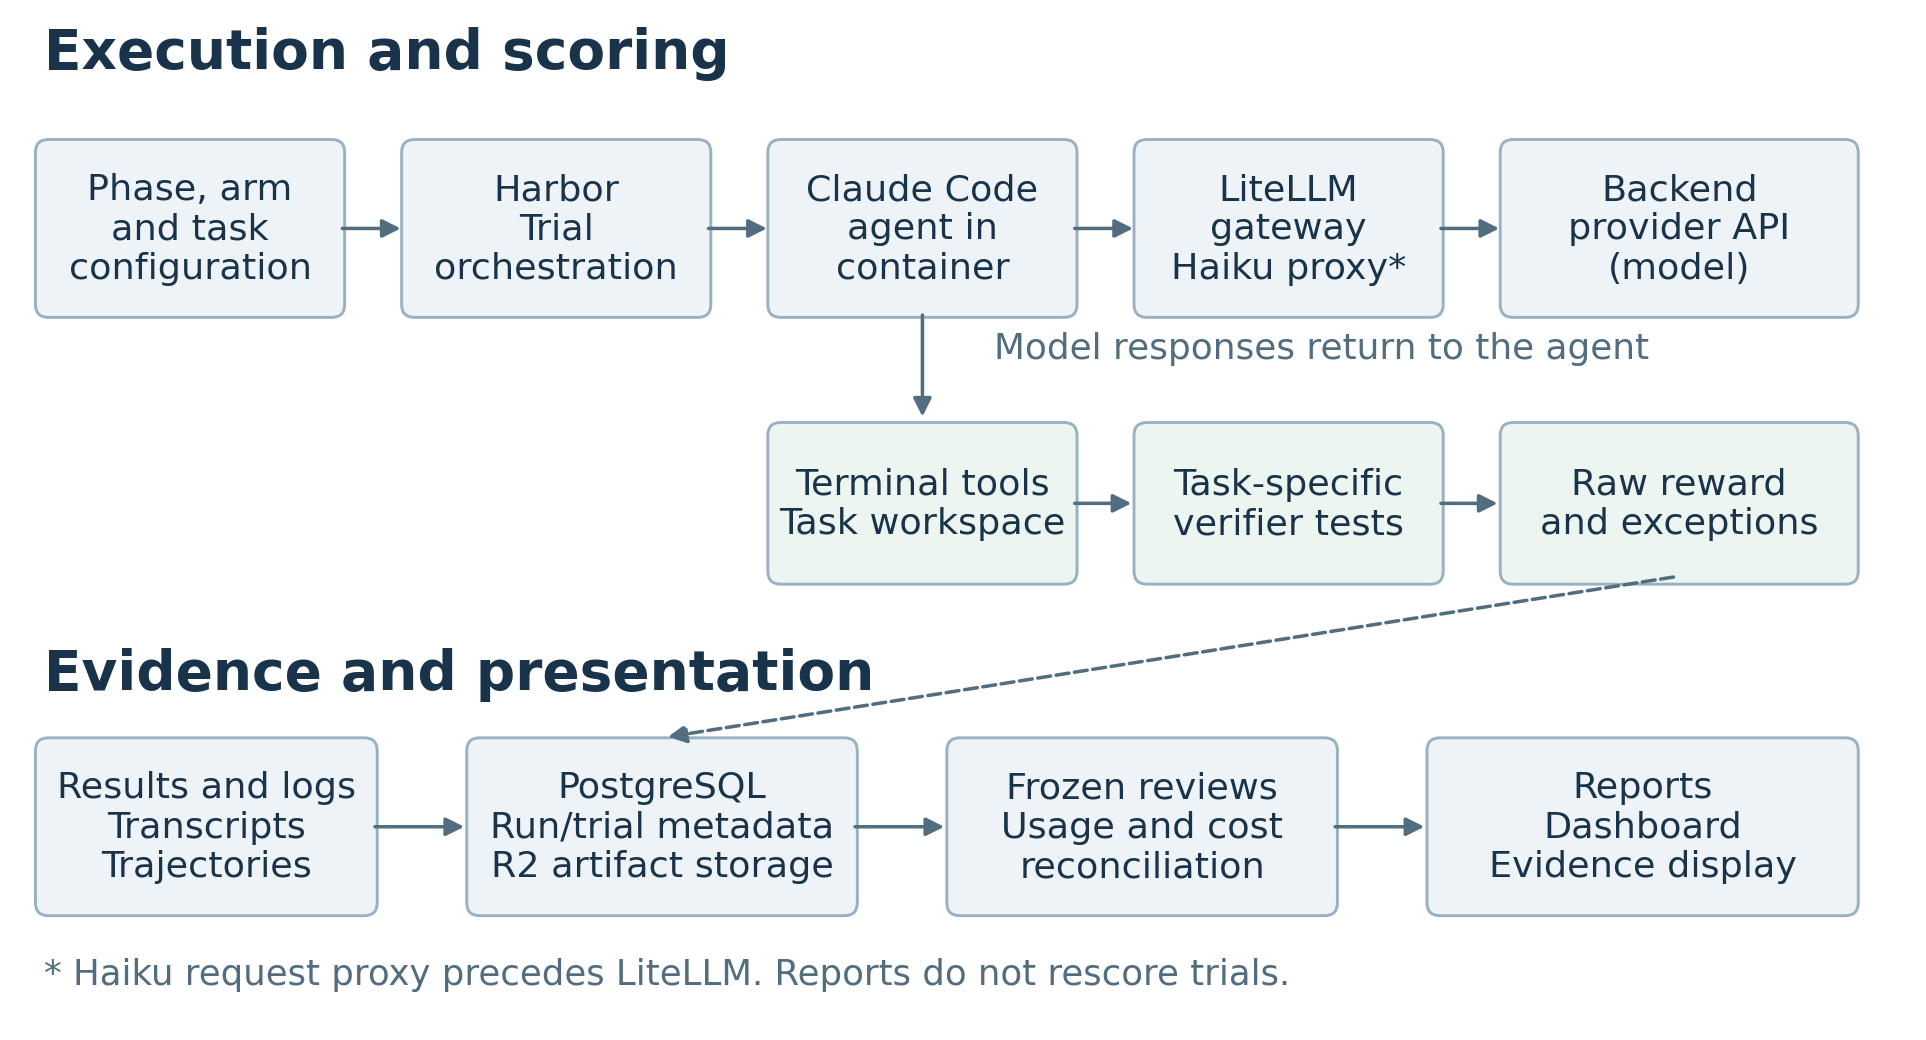 Execution and scoring
Phase, arm
and task
configuration
Harbor
Trial
orchestration
Claude Code
agent in
container
LiteLLM
gateway
Haiku proxy*
Backend
provider API
(model)
Model responses return to the agent
Terminal tools
Task workspace
Task-specific
verifier tests
Raw reward
and exceptions
Evidence and presentation
Results and logs
Transcripts
Trajectories
PostgreSQL
Run/trial metadata
R2 artifact storage
Frozen reviews
Usage and cost
reconciliation
Reports
Dashboard
Evidence display
* Haiku request proxy precedes LiteLLM. Reports do not rescore trials.